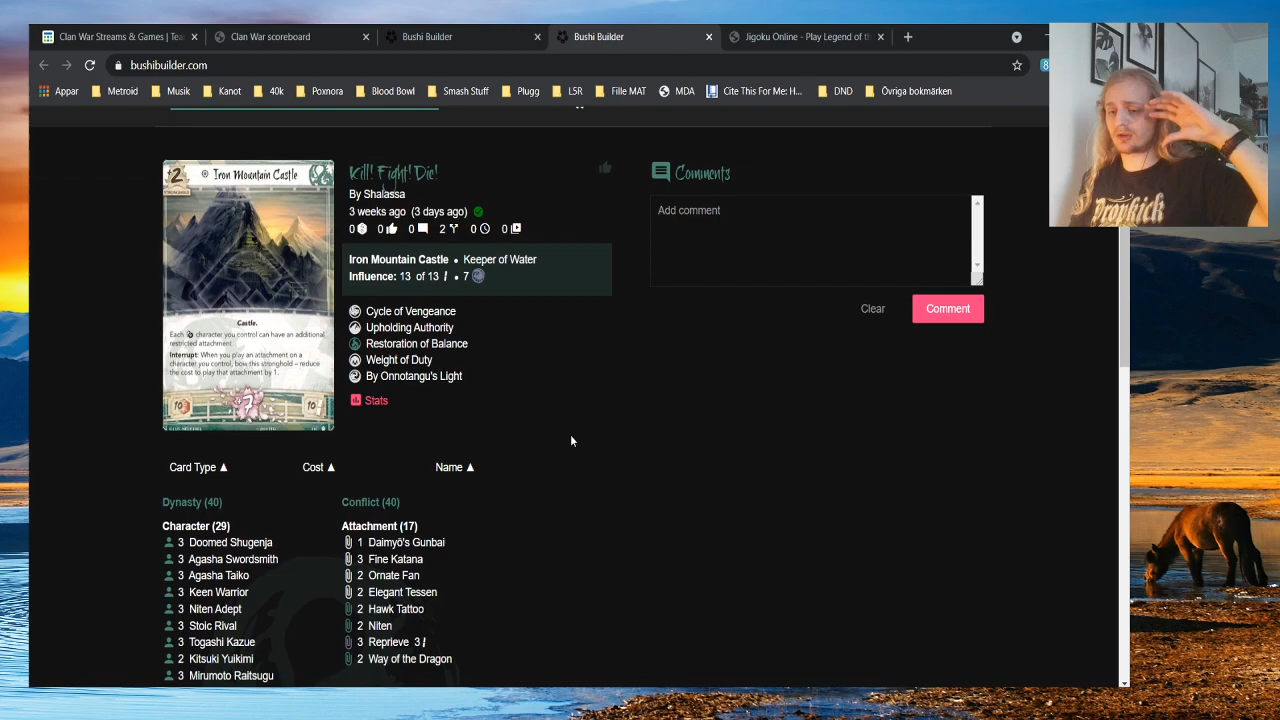 Clan War Streams & Games | Tea
Clan War scoreboard
Bushi Builder
Bushi Builder
Jigoku Online - Play Legend of th
bushibuilder.com
Appar
Metroid
Musik
Kanot
40k
Poxnora
Blood Bowl
Smash Stuff
Plugg
L5R
Fille MAT
MDA
Cite This For Me: H...
DND
Övriga bokmärken
+2
STRONGHOLD
Iron Mountain Castle
Castle.
Each character you control can have an additional
restricted attachment.
Interrupt: When you play an attachment on a
character you control, bow this stronghold – reduce
the cost to play that attachment by 1.
10
7
10
Kill! Fight! Die!
By Shalassa
3 weeks ago (3 days ago)
0 0 0 2 0 0
Iron Mountain Castle • Keeper of Water
Influence: 13 of 13 • 7
Cycle of Vengeance
Upholding Authority
Restoration of Balance
Weight of Duty
By Onnotangu's Light
Stats
Comments
Add comment
Clear
Comment
Dropkick
Card Type ▲
Cost ▲
Name ▲
Dynasty (40)
Character (29)
3 Doomed Shugenja
3 Agasha Swordsmith
3 Agasha Taiko
3 Keen Warrior
3 Niten Adept
3 Stoic Rival
3 Togashi Kazue
2 Kitsuki Yuikimi
3 Mirumoto Raitsugu
Conflict (40)
Attachment (17)
1 Daimyō's Gunbai
3 Fine Katana
2 Ornate Fan
2 Elegant Tessen
2 Hawk Tattoo
2 Niten
3 Reprieve 3
2 Way of the Dragon